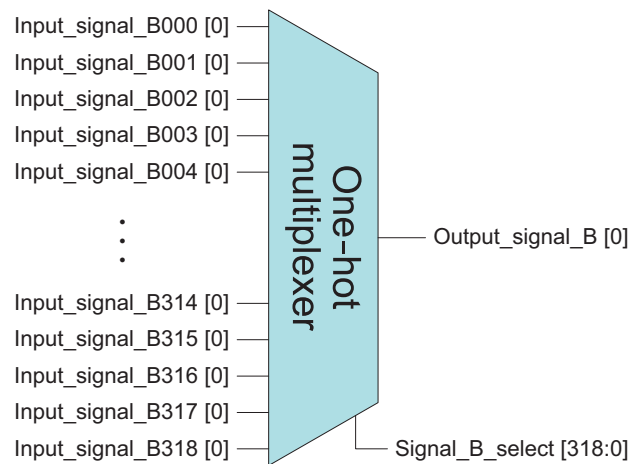 Input_signal_B000 [0]
Input_signal_B001 [0]
Input_signal_B002 [0]
Input_signal_B003 [0]
Input_signal_B004 [0]
Input_signal_B314 [0]
Input_signal_B315 [0]
Input_signal_B316 [0]
Input_signal_B317 [0]
Input_signal_B318 [0]
One-hot
multiplexer
Output_signal_B [0]
Signal_B_select [318:0]